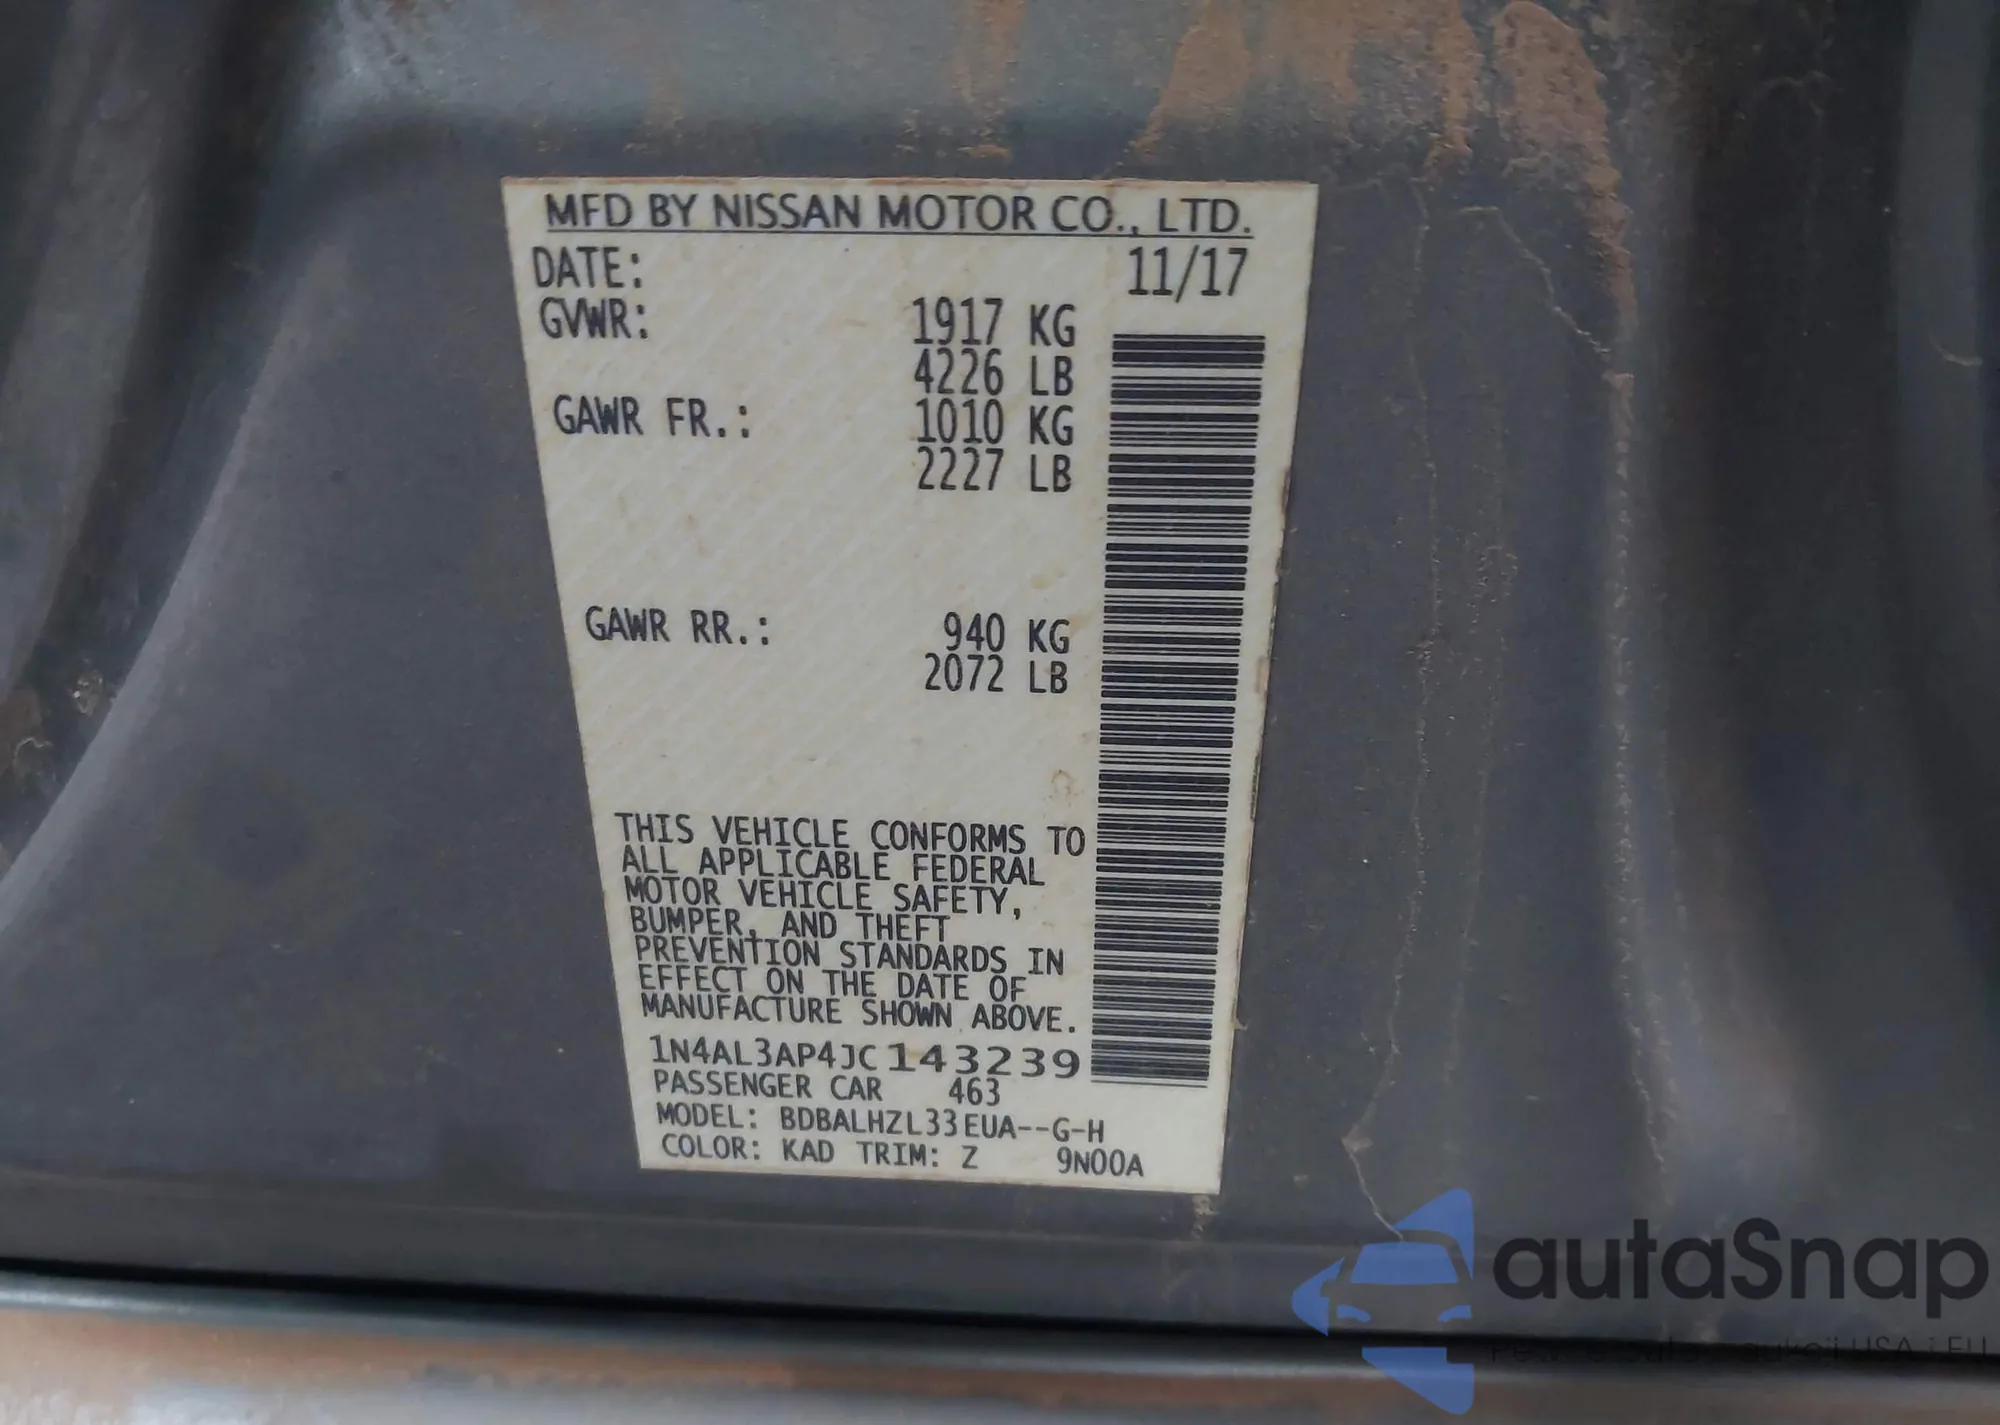 MFD BY NISSAN MOTOR CO., LTD.
DATE: 11/17
GVWR: 1917 KG
4226 LB
GAWR FR.: 1010 KG
2227 LB
GAWR RR.: 940 KG
2072 LB
THIS VEHICLE CONFORMS TO
ALL APPLICABLE FEDERAL
MOTOR VEHICLE SAFETY,
BUMPER, AND THEFT
PREVENTION STANDARDS IN
EFFECT ON THE DATE OF
MANUFACTURE SHOWN ABOVE.
1N4AL3AP4JC143239
PASSENGER CAR 463
MODEL: BDBALHZL33EUA--G-H
COLOR: KAD TRIM: Z 9N00A
autaSnap
USA i EU